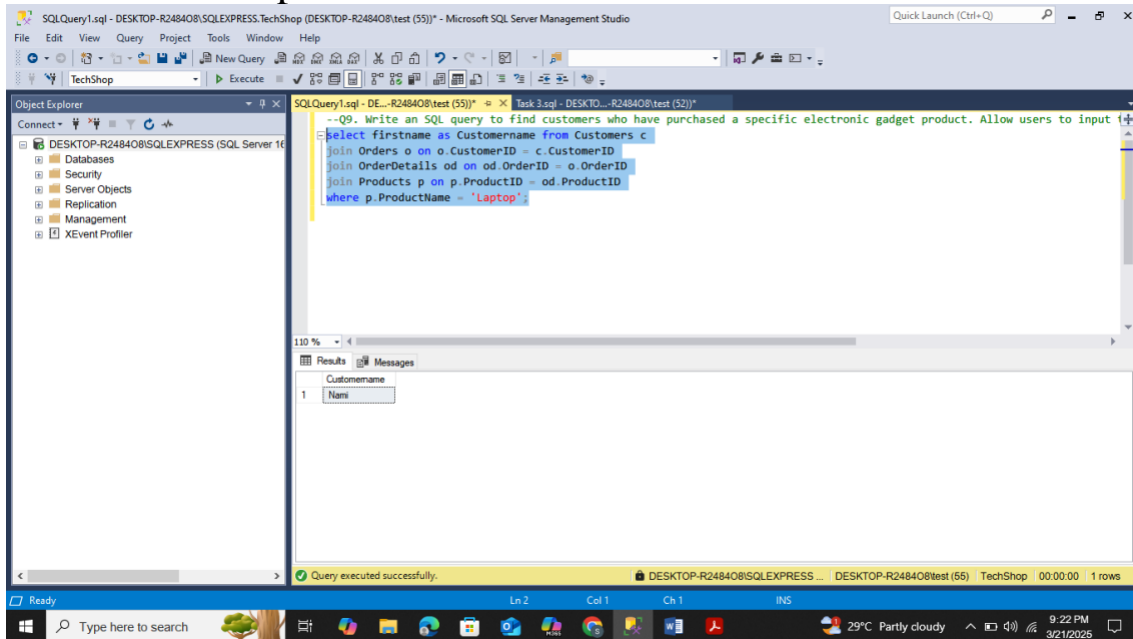 SQLQuery1.sql - DESKTOP-R2484O8\SQLEXPRESS.TechShop (DESKTOP-R2484O8\test (55))* - Microsoft SQL Server Management Studio
Quick Launch (Ctrl+Q)
File Edit View Query Project Tools Window Help
New Query
TechShop
Execute
Object Explorer
SQLQuery1.sql - DE...-R2484O8\test (55))*
Task 3.sql - DESKTO...-R2484O8\test (52))*
Connect
DESKTOP-R2484O8\SQLEXPRESS (SQL Server 16
Databases
Security
Server Objects
Replication
Management
XEvent Profiler
--Q9. Write an SQL query to find customers who have purchased a specific electronic gadget product. Allow users to input
select firstname as Customername from Customers c
join Orders o on o.CustomerID = c.CustomerID
join OrderDetails od on od.OrderID = o.OrderID
join Products p on p.ProductID = od.ProductID
where p.ProductName = 'Laptop';
110 %
Results Messages
Customername
1 Nami
Query executed successfully.
DESKTOP-R2484O8\SQLEXPRESS ... DESKTOP-R2484O8\test (55) TechShop 00:00:00 1 rows
Ready
Ln 2 Col 1 Ch 1 INS
Type here to search
29°C Partly cloudy
9:22 PM
3/21/2025